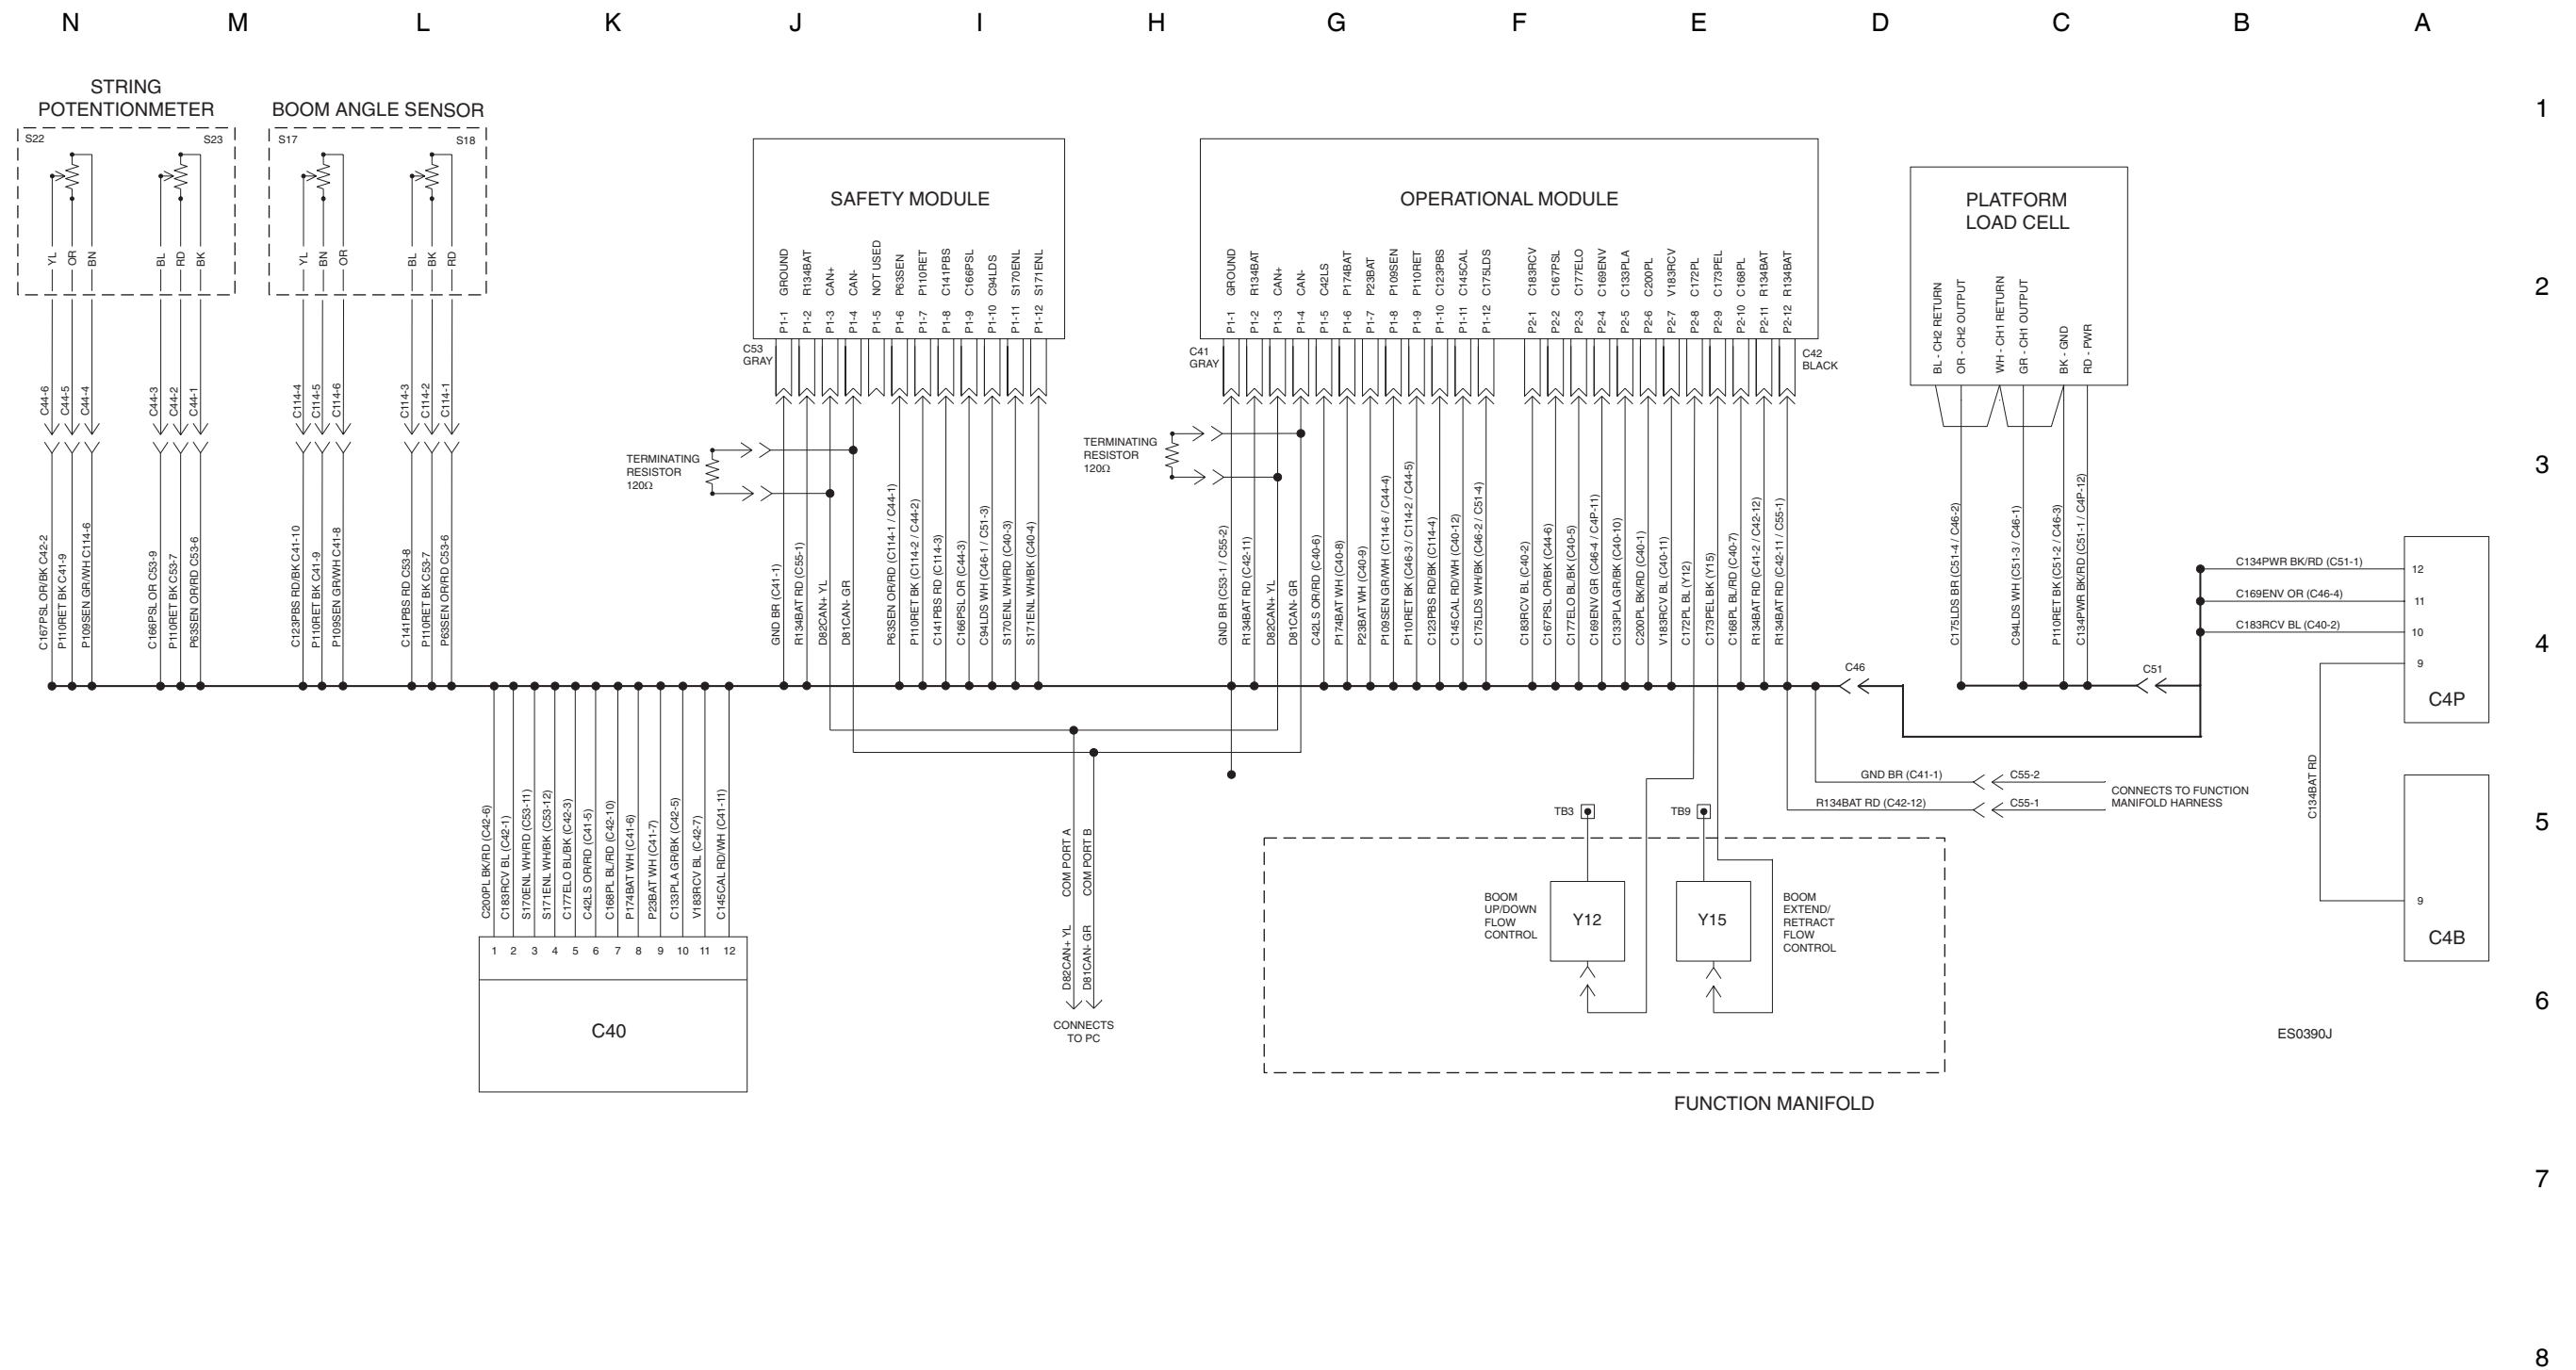 N M L K J I H G F E D C B A
1
2
3
4
5
6
7
8
STRING
POTENTIONMETER
S22
S23
YL
OR
BN
BL
RD
BK
C44-6
C44-5
C44-4
C44-3
C44-2
C44-1
C167PSL OR/BK C42-2
P110RET BK C41-9
P109SEN GR/WH C114-6
C166PSL OR C53-9
P110RET BK C53-7
P63SEN OR/RD C53-6
BOOM ANGLE SENSOR
S17
S18
YL
BN
OR
BL
BK
RD
C114-4
C114-5
C114-6
C114-3
C114-2
C114-1
C123PBS RD/BK C41-10
P110RET BK C41-9
P109SEN GR/WH C41-8
C141PBS RD C53-8
P110RET BK C53-7
P63SEN OR/RD C53-6
SAFETY MODULE
P1-1 GROUND
P1-2 R134BAT
P1-3 CAN+
P1-4 CAN-
P1-5 NOT USED
P1-6 P63SEN
P1-7 P110RET
P1-8 C141PBS
P1-9 C166PSL
P1-10 C94LDS
P1-11 S170ENL
P1-12 S171ENL
C53
GRAY
TERMINATING
RESISTOR
120Ω
GND BR (C41-1)
R134BAT RD (C55-1)
D82CAN+ YL
D81CAN- GR
P63SEN OR/RD (C114-1 / C44-1)
P110RET BK (C114-2 / C44-2)
C141PBS RD (C114-3)
C166PSL OR (C44-3)
C94LDS WH (C46-1 / C51-3)
S170ENL WH/RD (C40-3)
S171ENL WH/BK (C40-4)
OPERATIONAL MODULE
P1-1 GROUND
P1-2 R134BAT
P1-3 CAN+
P1-4 CAN-
P1-5 C42LS
P1-6 P174BAT
P1-7 P23BAT
P1-8 P109SEN
P1-9 P110RET
P1-10 C123PBS
P1-11 C145CAL
P1-12 C175LDS
P2-1 C183RCV
P2-2 C167PSL
P2-3 C177ELO
P2-4 C169ENV
P2-5 C133PLA
P2-6 C200PL
P2-7 V183RCV
P2-8 C172PL
P2-9 C173PEL
P2-10 C168PL
P2-11 R134BAT
P2-12 R134BAT
C41
GRAY
C42
BLACK
TERMINATING
RESISTOR
120Ω
GND BR (C53-1 / C55-2)
R134BAT RD (C42-11)
D82CAN+ YL
D81CAN- GR
C42LS OR/RD (C40-6)
P174BAT WH (C40-8)
P23BAT WH (C40-9)
P109SEN GR/WH (C114-6 / C44-4)
P110RET BK (C46-3 / C114-2 / C44-5)
C123PBS RD/BK (C114-4)
C145CAL RD/WH (C40-12)
C175LDS WH/BK (C46-2 / C51-4)
C183RCV BL (C40-2)
C167PSL OR/BK (C44-6)
C177ELO BL/BK (C40-5)
C169ENV GR (C46-4 / C4P-11)
C133PLA GR/BK (C40-10)
C200PL BK/RD (C40-1)
V183RCV BL (C40-11)
C172PL BL (Y12)
C173PEL BK (Y15)
C168PL BL/RD (C40-7)
R134BAT RD (C41-2 / C42-12)
R134BAT RD (C42-11 / C55-1)
PLATFORM
LOAD CELL
BL - CH2 RETURN
OR - CH2 OUTPUT
WH - CH1 RETURN
GR - CH1 OUTPUT
BK - GND
RD - PWR
C175LDS BR (C51-4 / C46-2)
C94LDS WH (C51-3 / C46-1)
P110RET BK (C51-2 / C46-3)
C134PWR BK/RD (C51-1 / C4P-12)
C46
C51
C134PWR BK/RD (C51-1)
C169ENV OR (C46-4)
C183RCV BL (C40-2)
12
11
10
9
C4P
C134BAT RD
9
C4B
GND BR (C41-1)
C55-2
R134BAT RD (C42-12)
C55-1
CONNECTS TO FUNCTION
MANIFOLD HARNESS
C200PL BK/RD (C42-6)
C183RCV BL (C42-1)
S170ENL WH/RD (C53-11)
S171ENL WH/BK (C53-12)
C177ELO BL/BK (C42-3)
C42LS OR/RD (C41-5)
C168PL BL/RD (C42-10)
P174BAT WH (C41-6)
P23BAT WH (C41-7)
C133PLA GR/BK (C42-5)
V183RCV BL (C42-7)
C145CAL RD/WH (C41-11)
1 2 3 4 5 6 7 8 9 10 11 12
C40
D82CAN+ YL COM PORT A
D81CAN- GR COM PORT B
CONNECTS
TO PC
TB3
TB9
BOOM
UP/DOWN
FLOW
CONTROL
Y12
Y15
BOOM
EXTEND/
RETRACT
FLOW
CONTROL
FUNCTION MANIFOLD
ES0390J